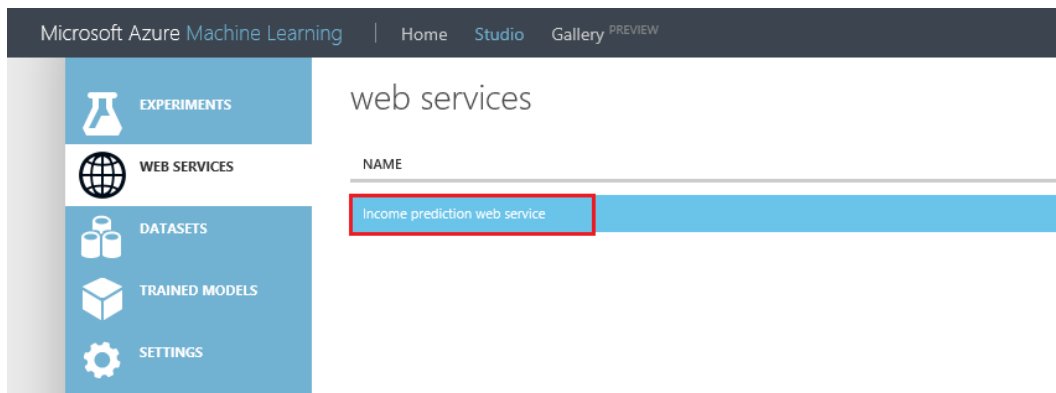 Microsoft Azure Machine Learning | Home Studio Gallery PREVIEW
EXPERIMENTS
WEB SERVICES
DATASETS
TRAINED MODELS
SETTINGS
web services
NAME
Income prediction web service